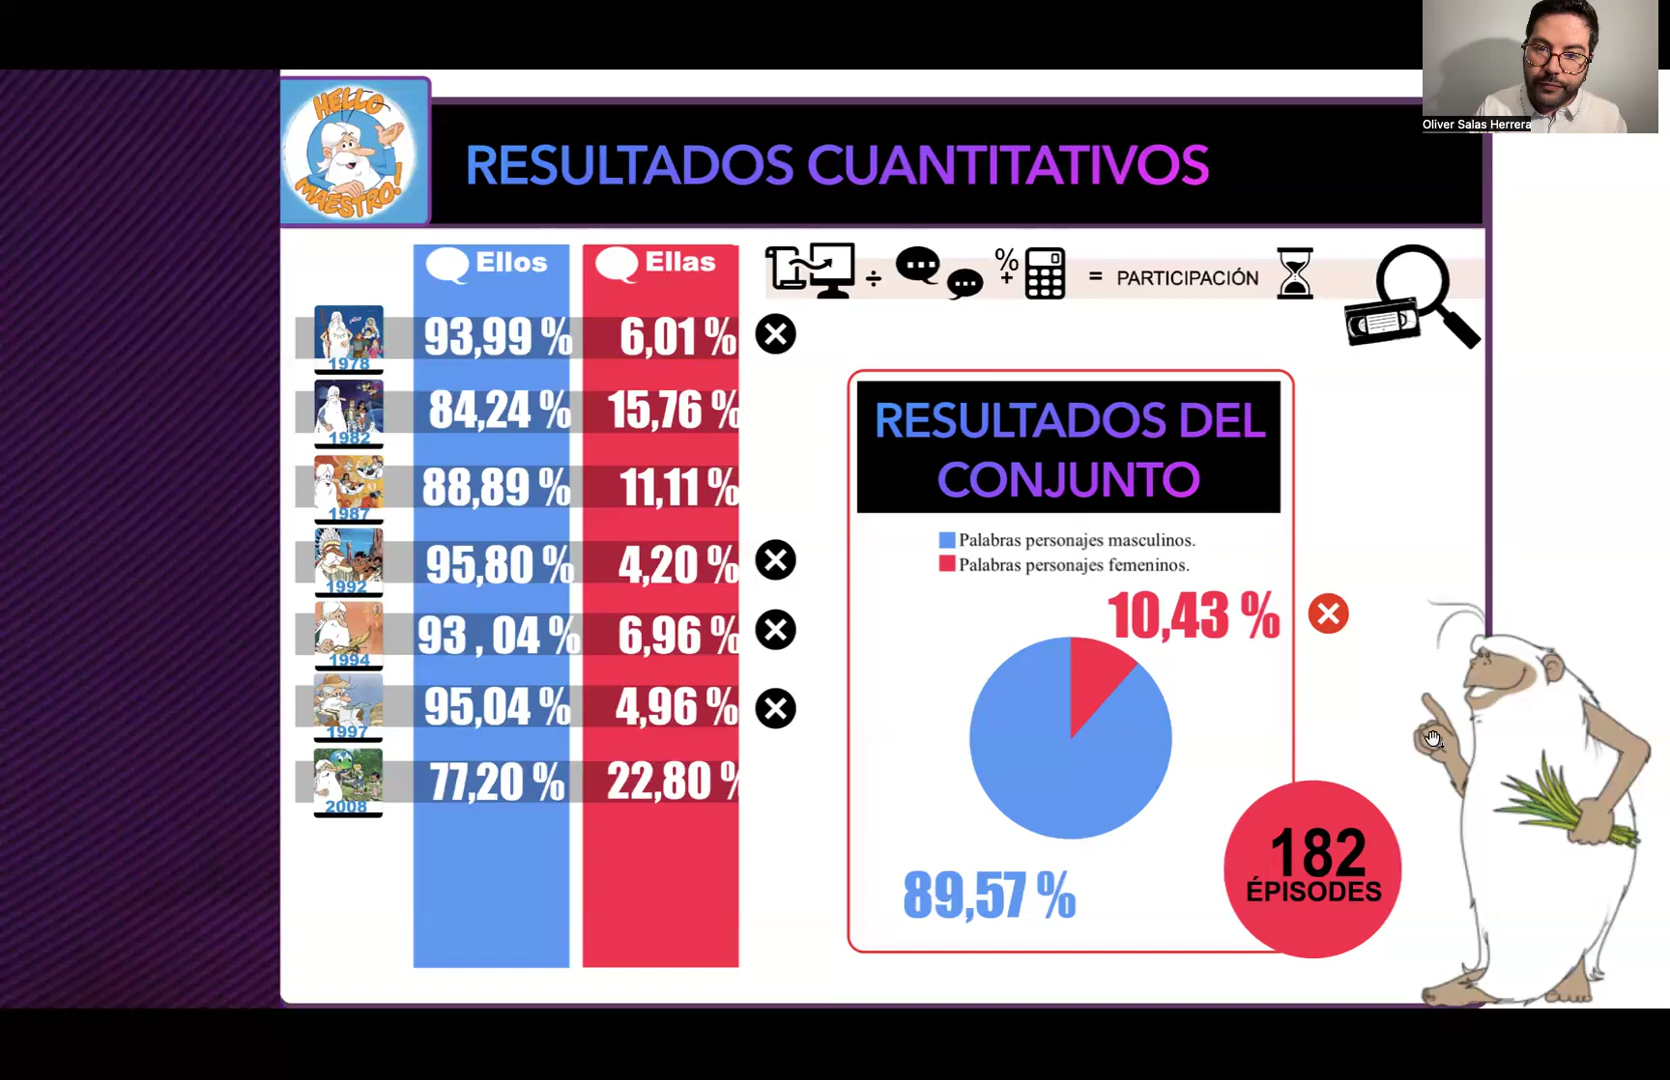 Oliver Salas Herrera
HELLO
MAESTRO!
RESULTADOS CUANTITATIVOS
Ellos Ellas
% + = PARTICIPACIÓN
÷
1978 93,99 % 6,01 %
1982 84,24 % 15,76 %
1987 88,89 % 11,11 %
1992 95,80 % 4,20 %
1994 93 , 04 % 6,96 %
1997 95,04 % 4,96 %
2008 77,20 % 22,80 %
RESULTADOS DEL
CONJUNTO
Palabras personajes masculinos.
Palabras personajes femeninos.
10,43 %
89,57 %
182
ÉPISODES